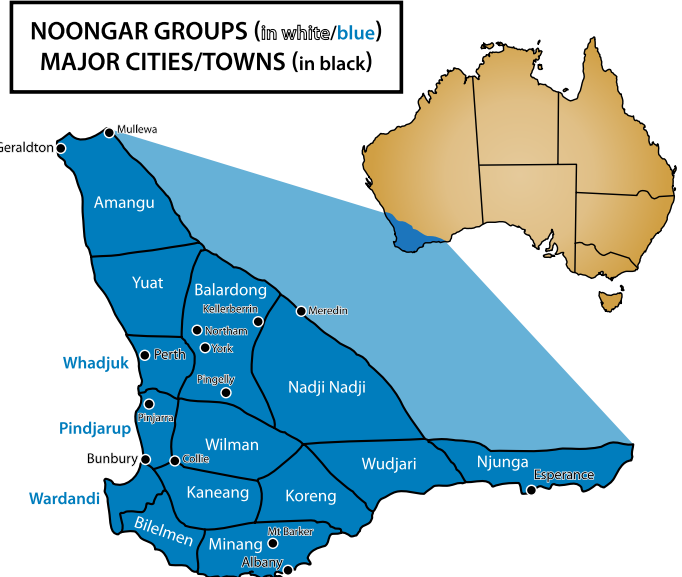 NOONGAR GROUPS (in white/blue)
MAJOR CITIES/TOWNS (in black)
Mullewa
Geraldton
Amangu
Yuat
Balardong
Kellerberrin
Meredin
Northam
York
Whadjuk
Perth
Pingelly
Nadji Nadji
Pinjarra
Pindjarup
Wilman
Bunbury
Collie
Wudjari
Njunga
Esperance
Wardandi
Kaneang
Koreng
Bilelmen
Minang
Mt Barker
Albany